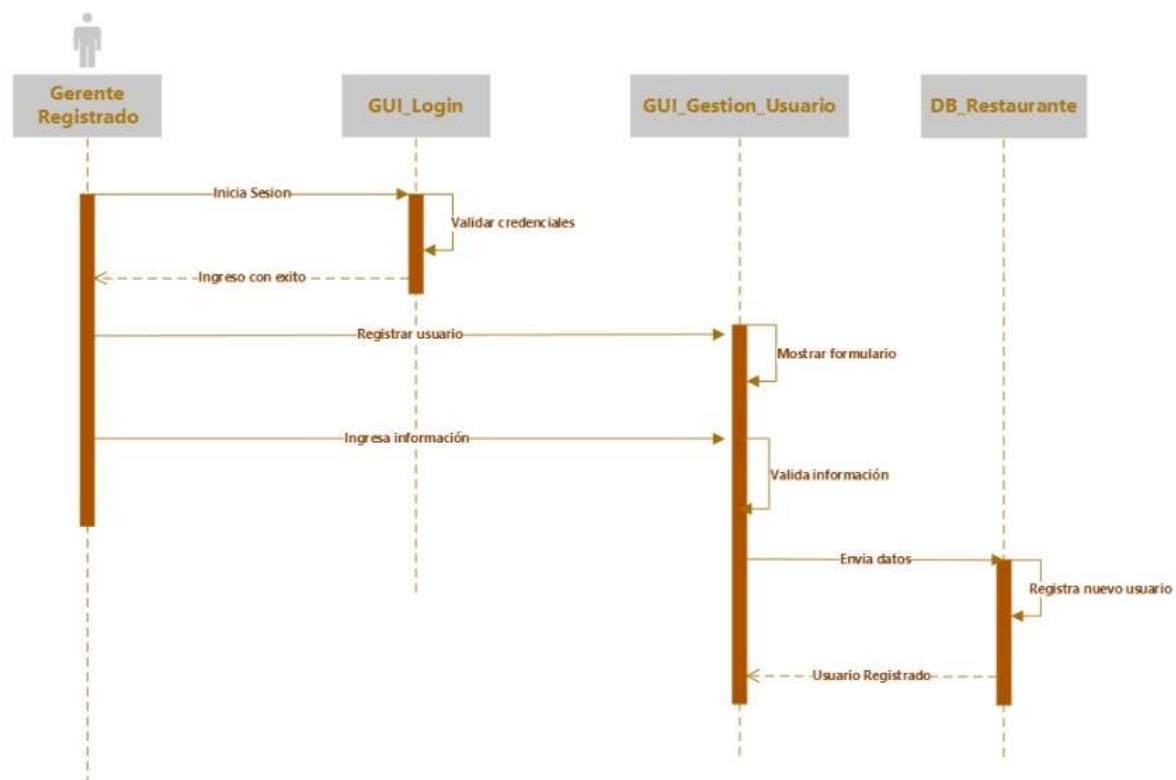 Gerente
Registrado
GUI_Login
GUI_Gestion_Usuario
DB_Restaurante
Inicia Sesion
Validar credenciales
Ingreso con exito
Registrar usuario
Mostrar formulario
Ingresa información
Valida información
Envia datos
Registra nuevo usuario
Usuario Registrado